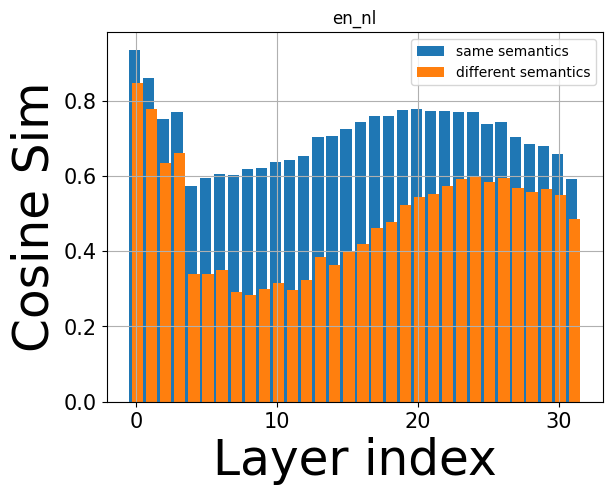 en_nl
same semantics
different semantics
Cosine Sim
0.8
0.6
0.4
0.2
0.0
0 10 20 30
Layer index